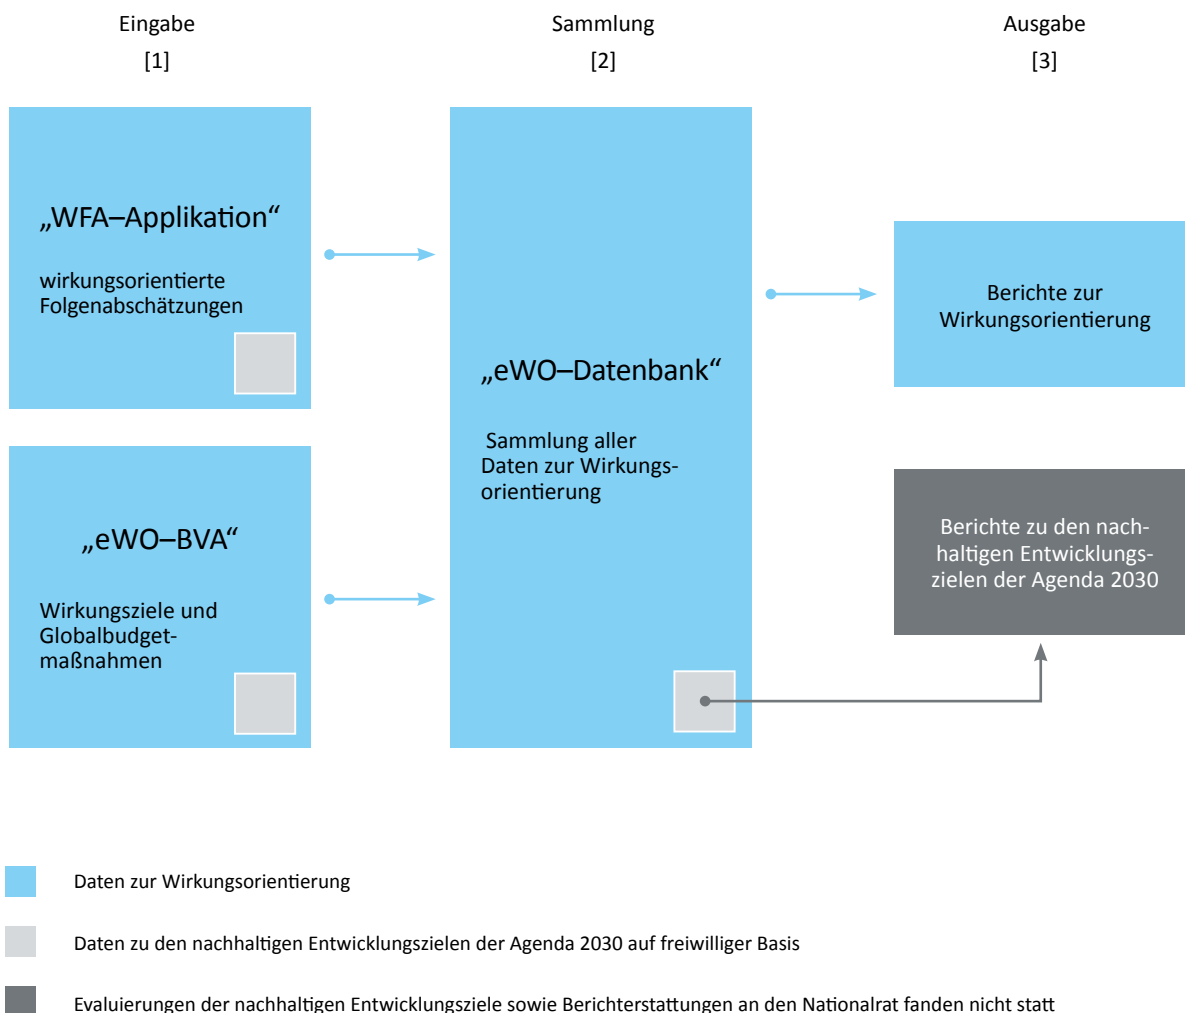 Eingabe
[1]
Sammlung
[2]
Ausgabe
[3]
„WFA–Applikation“
wirkungsorientierte
Folgenabschätzungen
„eWO–BVA“
Wirkungsziele und
Globalbudget-
maßnahmen
„eWO–Datenbank“
Sammlung aller
Daten zur Wirkungs-
orientierung
Berichte zur
Wirkungsorientierung
Berichte zu den nach-
haltigen Entwicklungs-
zielen der Agenda 2030
Daten zur Wirkungsorientierung
Daten zu den nachhaltigen Entwicklungszielen der Agenda 2030 auf freiwilliger Basis
Evaluierungen der nachhaltigen Entwicklungsziele sowie Berichterstattungen an den Nationalrat fanden nicht statt